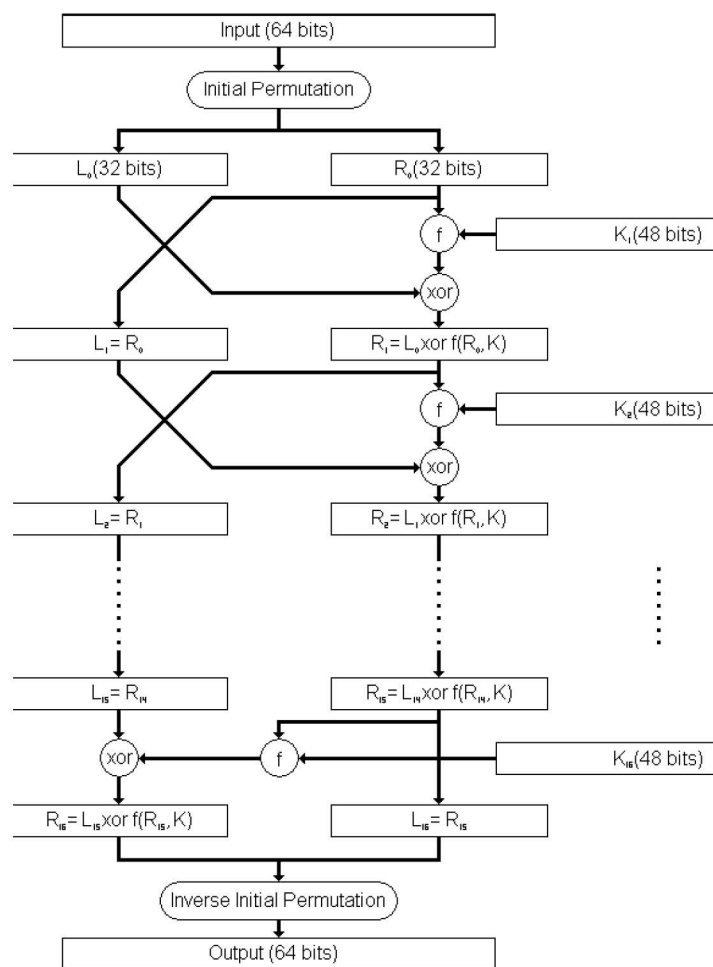 Input (64 bits)
Initial Permutation
L₀(32 bits)
R₀(32 bits)
f
K₁(48 bits)
xor
L₁= R₀
R₁= L₀xor f(R₀, K)
f
K₂(48 bits)
xor
L₂= R₁
R₂= L₁xor f(R₁, K)
L₁₅= R₁₄
R₁₅= L₁₄xor f(R₁₄, K)
xor
f
K₁₆(48 bits)
R₁₆= L₁₅xor f(R₁₅, K)
L₁₆= R₁₅
Inverse Initial Permutation
Output (64 bits)